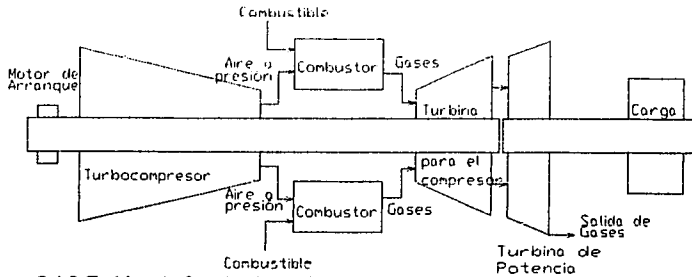 Combustible
Motor de
Arranque
Aire a
presión
Combustor
Gases
Turbina
para el
compresor
Carga
Turbocompresor
Aire a
presión
Combustor
Gases
Combustible
Salida de
Gases
Turbina de
Potencia